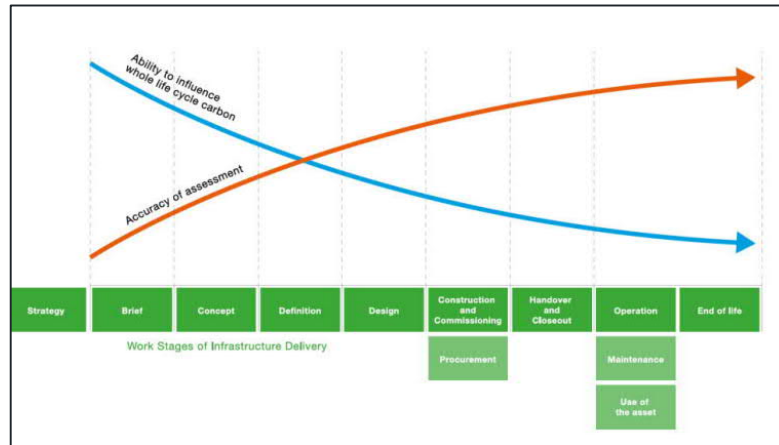 Ability to influence
whole life cycle carbon
Accuracy of assessment
Strategy
Brief
Concept
Definition
Design
Construction
and
Commissioning
Handover
and
Closeout
Operation
End of life
Work Stages of Infrastructure Delivery
Procurement
Maintenance
Use of
the asset